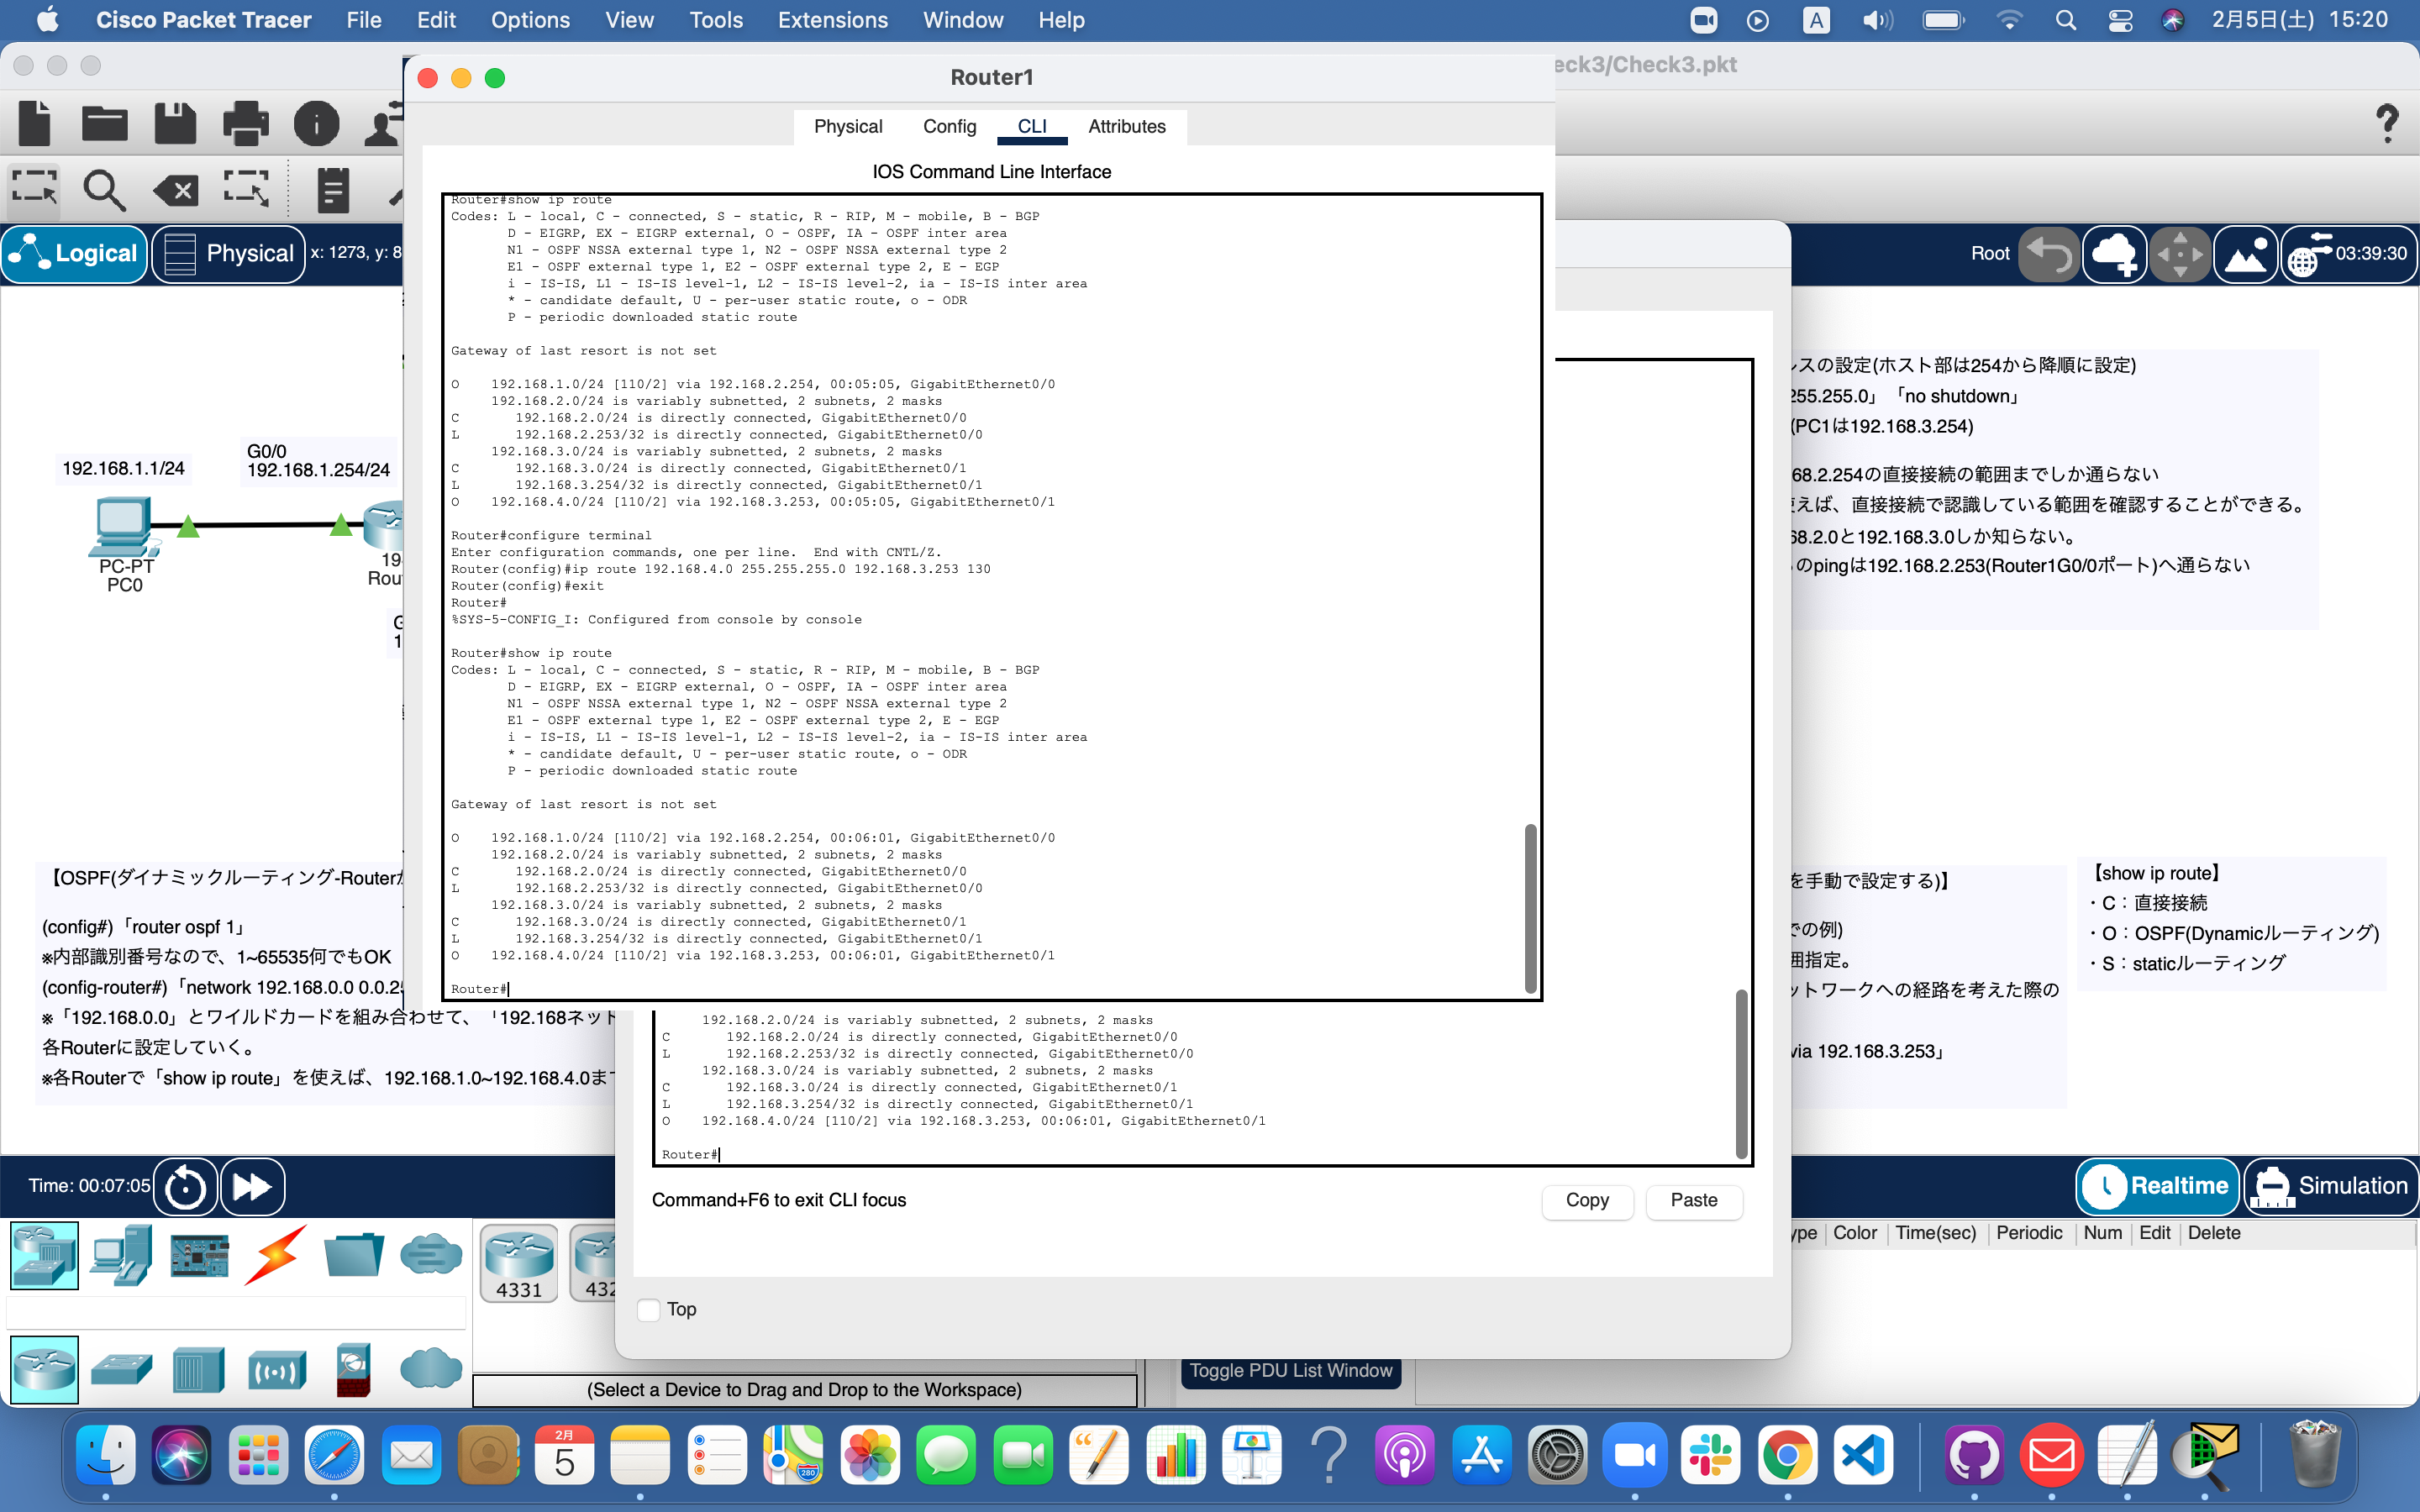 Cisco Packet Tracer File Edit Options View Tools Extensions Window Help
A 2月5日(土) 15:20
eck3/Check3.pkt
Router1
Physical Config CLI Attributes
IOS Command Line Interface
Logical Physical x: 1273, y: 8
Root 03:39:30
Router#show ip route
Codes: L - local, C - connected, S - static, R - RIP, M - mobile, B - BGP
D - EIGRP, EX - EIGRP external, O - OSPF, IA - OSPF inter area
N1 - OSPF NSSA external type 1, N2 - OSPF NSSA external type 2
E1 - OSPF external type 1, E2 - OSPF external type 2, E - EGP
i - IS-IS, L1 - IS-IS level-1, L2 - IS-IS level-2, ia - IS-IS inter area
* - candidate default, U - per-user static route, o - ODR
P - periodic downloaded static route
Gateway of last resort is not set
O 192.168.1.0/24 [110/2] via 192.168.2.254, 00:05:05, GigabitEthernet0/0
192.168.2.0/24 is variably subnetted, 2 subnets, 2 masks
C 192.168.2.0/24 is directly connected, GigabitEthernet0/0
L 192.168.2.253/32 is directly connected, GigabitEthernet0/0
192.168.3.0/24 is variably subnetted, 2 subnets, 2 masks
C 192.168.3.0/24 is directly connected, GigabitEthernet0/1
L 192.168.3.254/32 is directly connected, GigabitEthernet0/1
O 192.168.4.0/24 [110/2] via 192.168.3.253, 00:05:05, GigabitEthernet0/1
Router#configure terminal
Enter configuration commands, one per line. End with CNTL/Z.
Router(config)#ip route 192.168.4.0 255.255.255.0 192.168.3.253 130
Router(config)#exit
Router#
%SYS-5-CONFIG_I: Configured from console by console
Router#show ip route
Codes: L - local, C - connected, S - static, R - RIP, M - mobile, B - BGP
D - EIGRP, EX - EIGRP external, O - OSPF, IA - OSPF inter area
N1 - OSPF NSSA external type 1, N2 - OSPF NSSA external type 2
E1 - OSPF external type 1, E2 - OSPF external type 2, E - EGP
i - IS-IS, L1 - IS-IS level-1, L2 - IS-IS level-2, ia - IS-IS inter area
* - candidate default, U - per-user static route, o - ODR
P - periodic downloaded static route
Gateway of last resort is not set
O 192.168.1.0/24 [110/2] via 192.168.2.254, 00:06:01, GigabitEthernet0/0
192.168.2.0/24 is variably subnetted, 2 subnets, 2 masks
C 192.168.2.0/24 is directly connected, GigabitEthernet0/0
L 192.168.2.253/32 is directly connected, GigabitEthernet0/0
192.168.3.0/24 is variably subnetted, 2 subnets, 2 masks
C 192.168.3.0/24 is directly connected, GigabitEthernet0/1
L 192.168.3.254/32 is directly connected, GigabitEthernet0/1
O 192.168.4.0/24 [110/2] via 192.168.3.253, 00:06:01, GigabitEthernet0/1
Router#
192.168.2.0/24 is variably subnetted, 2 subnets, 2 masks
C 192.168.2.0/24 is directly connected, GigabitEthernet0/0
L 192.168.2.253/32 is directly connected, GigabitEthernet0/0
192.168.3.0/24 is variably subnetted, 2 subnets, 2 masks
C 192.168.3.0/24 is directly connected, GigabitEthernet0/1
L 192.168.3.254/32 is directly connected, GigabitEthernet0/1
O 192.168.4.0/24 [110/2] via 192.168.3.253, 00:06:01, GigabitEthernet0/1
Router#
Command+F6 to exit CLI focus
Copy Paste
Top
192.168.1.1/24
G0/0
192.168.1.254/24
PC-PT
PC0
19
Rou
G
1
【OSPF(ダイナミックルーティング-Router
(config#)「router ospf 1」
※内部識別番号なので、1~65535何でもOK
(config-router#)「network 192.168.0.0 0.0.2
※「192.168.0.0」とワイルドカードを組み合わせて、「192.168ネット
各Routerに設定していく。
※各Routerで「show ip route」を使えば、192.168.1.0~192.168.4.0ま
レスの設定(ホスト部は254から降順に設定)
255.255.0」「no shutdown」
(PC1は192.168.3.254)
68.2.254の直接接続の範囲までしか通らない
えば、直接接続で認識している範囲を確認することができる。
68.2.0と192.168.3.0しか知らない。
のpingは192.168.2.253(Router1G0/0ポート)へ通らない
を手動で設定する)】
での例)
囲指定。
ットワークへの経路を考えた際の
via 192.168.3.253」
【show ip route】
・C：直接接続
・O：OSPF(Dynamicルーティング)
・S：staticルーティング
Time: 00:07:05
Realtime Simulation
4331 432
(Select a Device to Drag and Drop to the Workspace)
Toggle PDU List Window
ype Color Time(sec) Periodic Num Edit Delete
2月
5
280